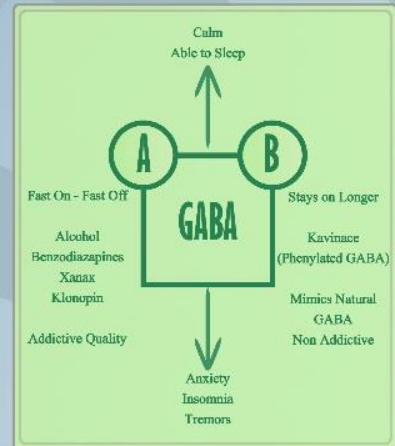 Calm
Able to Sleep
A
B
GABA
Fast On - Fast Off
Alcohol
Benzodiazapines
Xanax
Klonopin
Addictive Quality
Stays on Longer
Kavinace
(Phenylated GABA)
Mimics Natural
GABA
Non Addictive
Anxiety
Insomnia
Tremors